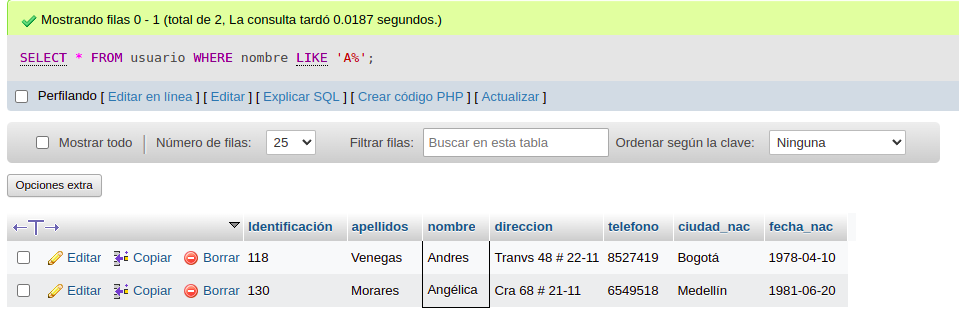 Mostrando filas 0 - 1 (total de 2, La consulta tardó 0.0187 segundos.)
SELECT * FROM usuario WHERE nombre LIKE 'A%';
Perfilando [ Editar en línea ] [ Editar ] [ Explicar SQL ] [ Crear código PHP ] [ Actualizar ]
Mostrar todo Número de filas: 25 Filtrar filas: Buscar en esta tabla Ordenar según la clave: Ninguna
Opciones extra
Identificación apellidos nombre direccion telefono ciudad_nac fecha_nac
Editar Copiar Borrar 118 Venegas Andres Tranvs 48 # 22-11 8527419 Bogotá 1978-04-10
Editar Copiar Borrar 130 Morares Angélica Cra 68 # 21-11 6549518 Medellín 1981-06-20